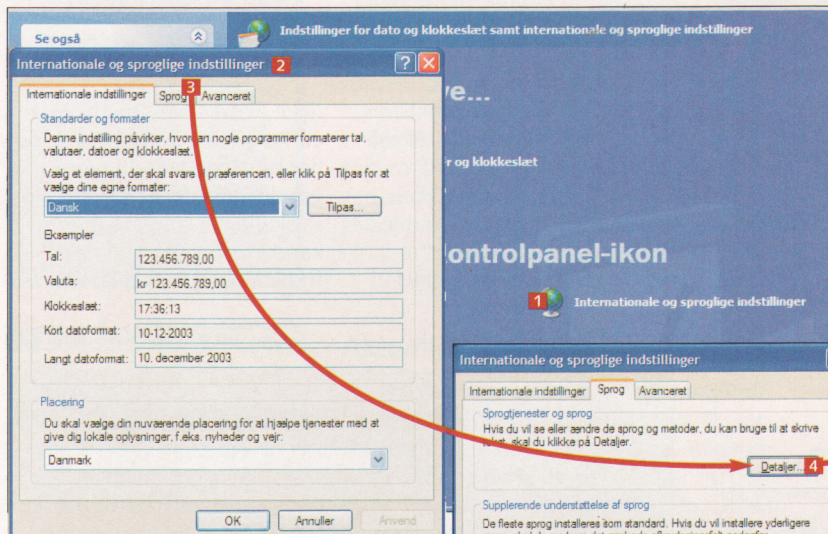 Se også
Indstillinger for dato og klokkeslæt samt internationale og sproglige indstillinger
Internationale og sproglige indstillinger 2
3
Internationale indstillinger Sprog Avanceret
Standarder og formater
Denne indstilling påvirker, hvordan nogle programmer formaterer tal,
valutaer, datoer og klokkeslæt.
Vælg et element, der skal svare til præferencen, eller klik på Tilpas for at
vælge dine egne formater:
Dansk
Tilpas...
Eksempler
Tal: 123.456.789,00
Valuta: kr 123.456.789,00
Klokkeslæt: 17:36:13
Kort datoformat: 10-12-2003
Langt datoformat: 10. december 2003
Placering
Du skal vælge din nuværende placering for at hjælpe tjenester med at
give dig lokale oplysninger, f.eks. nyheder og vejr:
Danmark
OK Annuller Anvend
e...
r og klokkeslæt
ontrolpanel-ikon
1 Internationale og sproglige indstillinger
Internationale og sproglige indstillinger
Internationale indstillinger Sprog Avanceret
Sprogtjenester og sprog
Hvis du vil se eller ændre de sprog og metoder, du kan bruge til at skrive
tekst, skal du klikke på Detaljer.
Detaljer... 4
Supplerende understøttelse af sprog
De fleste sprog installeres som standard. Hvis du vil installere yderligere